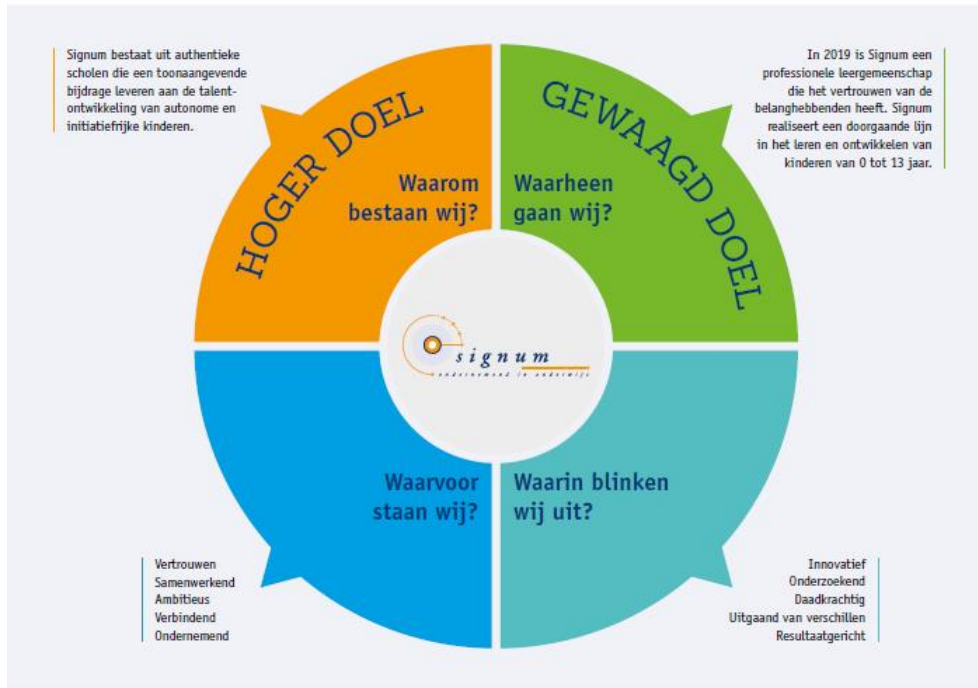 Signum bestaat uit authentieke
scholen die een toonaangevende
bijdrage leveren aan de talent-
ontwikkeling van autonome en
initiatiefrijke kinderen.
HOGER DOEL
Waarom
bestaan wij?
GEWAAGD DOEL
Waarheen
gaan wij?
In 2019 is Signum een
professionele leergemeenschap
die het vertrouwen van de
belanghebbenden heeft. Signum
realiseert een doorgaande lijn
in het leren en ontwikkelen van
kinderen van 0 tot 13 jaar.
signum
ondernemend in onderwijs
Waarvoor
staan wij?
Waarin blinken
wij uit?
Vertrouwen
Samenwerkend
Ambitieus
Verbindend
Ondernemend
Innovatief
Onderzoekend
Daadkrachtig
Uitgaand van verschillen
Resultaatgericht